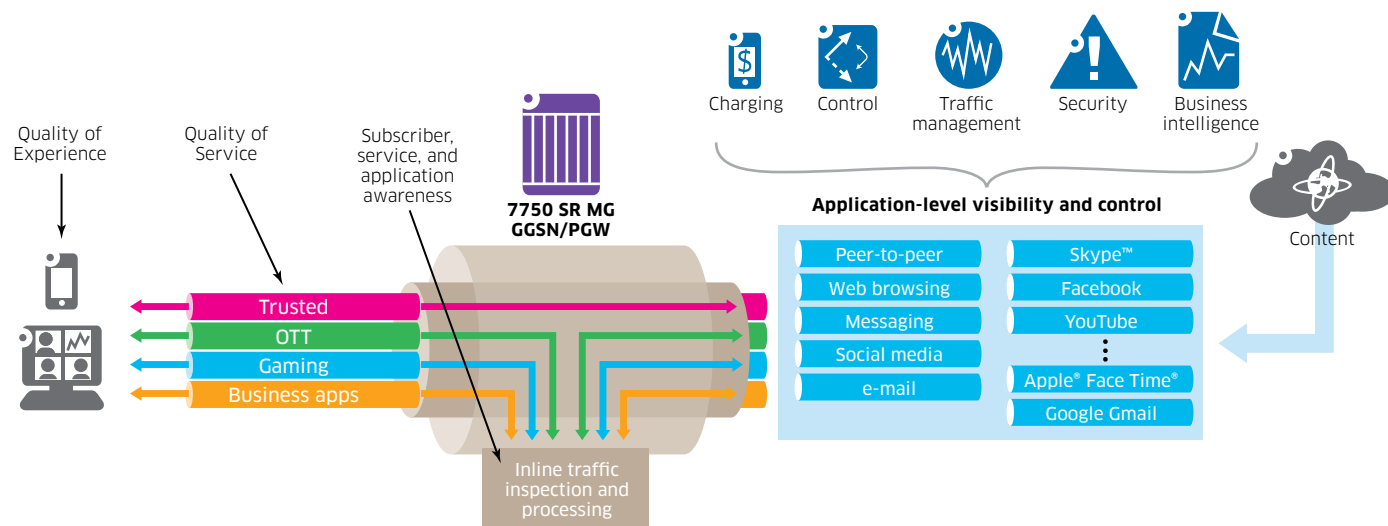 Quality of
Experience
Quality of
Service
Subscriber,
service, and
application
awareness
7750 SR MG
GGSN/PGW
$
Charging
Control
Traffic
management
!
Security
Business
intelligence
Application-level visibility and control
Content
Trusted
OTT
Gaming
Business apps
Inline traffic
inspection and
processing
Peer-to-peer
Web browsing
Messaging
Social media
e-mail
Skype™
Facebook
YouTube
Apple® Face Time®
Google Gmail